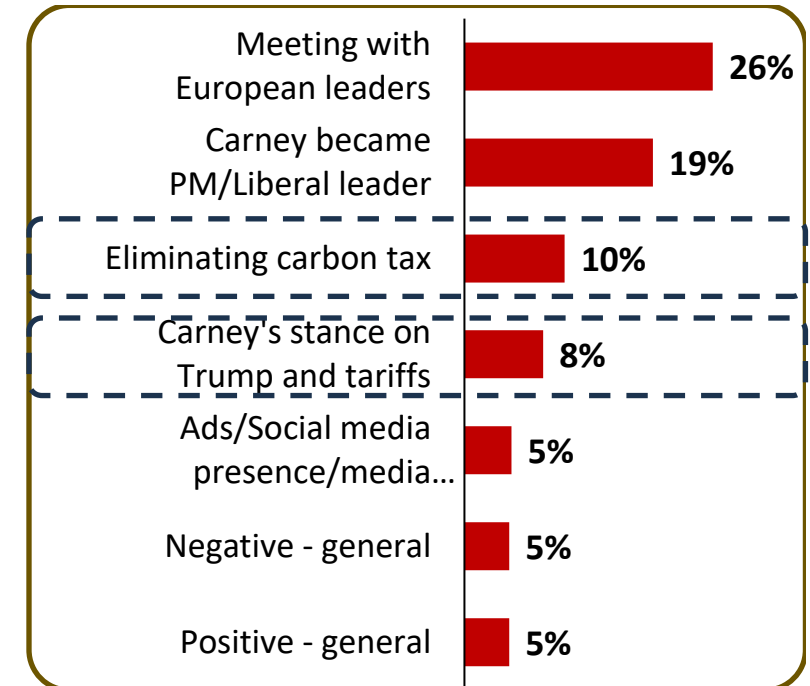 Meeting with
European leaders
26%
Carney became
PM/Liberal leader
19%
Eliminating carbon tax
10%
Carney's stance on
Trump and tariffs
8%
Ads/Social media
presence/media...
5%
Negative - general
5%
Positive - general
5%